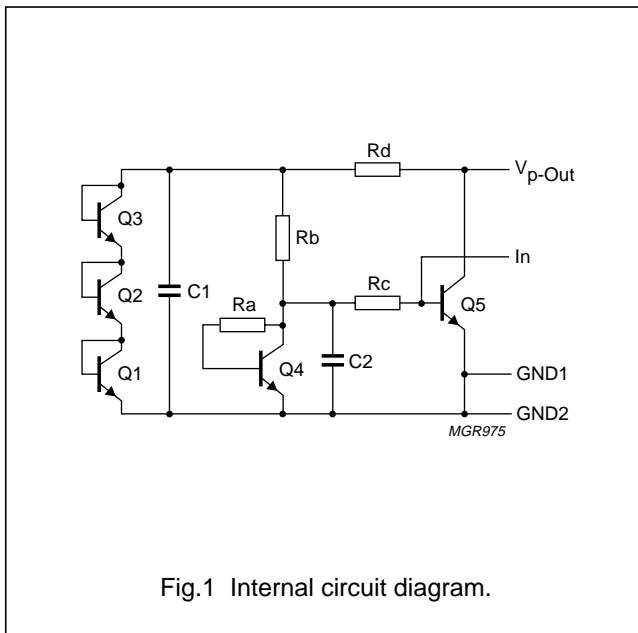 Rd
Vp-Out
Q3
Rb
In
Q2
C1
Rc
Ra
Q5
Q1
Q4
C2
GND1
GND2
MGR975
Fig.1 Internal circuit diagram.